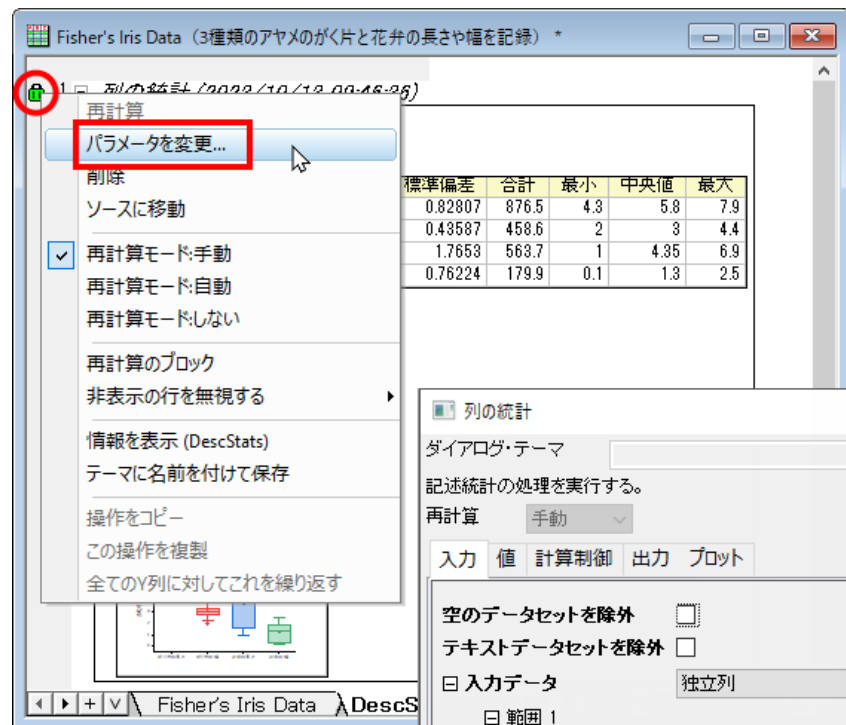 Fisher's Iris Data（3種類のアヤメのがく片と花弁の長さや幅を記録） *
1 列の統計 (2022/10/13 09:46:36)
再計算
パラメータを変更...
削除
ソースに移動
再計算モード:手動
再計算モード:自動
再計算モード:しない
再計算のブロック
非表示の行を無視する
情報を表示 (DescStats)
テーマに名前を付けて保存
操作をコピー
この操作を複製
全てのY列に対してこれを繰り返す
標準偏差 合計 最小 中央値 最大
0.82807 876.5 4.3 5.8 7.9
0.43587 458.6 2 3 4.4
1.7653 563.7 1 4.35 6.9
0.76224 179.9 0.1 1.3 2.5
列の統計
ダイアログ・テーマ
記述統計の処理を実行する。
再計算 手動
入力 値 計算制御 出力 プロット
空のデータセットを除外
テキストデータセットを除外
入力データ 独立列
範囲 1
Fisher's Iris Data DescS